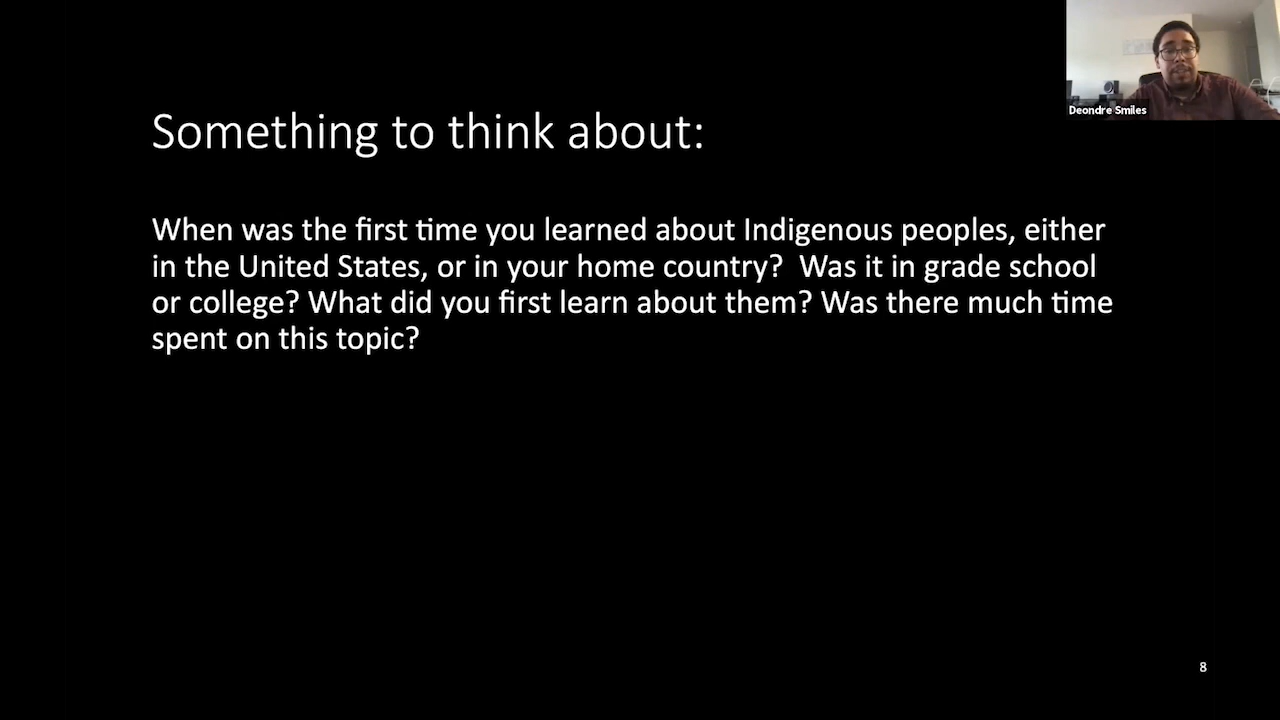 Deondre Smiles
Something to think about:
When was the first time you learned about Indigenous peoples, either
in the United States, or in your home country?  Was it in grade school
or college? What did you first learn about them? Was there much time
spent on this topic?
8